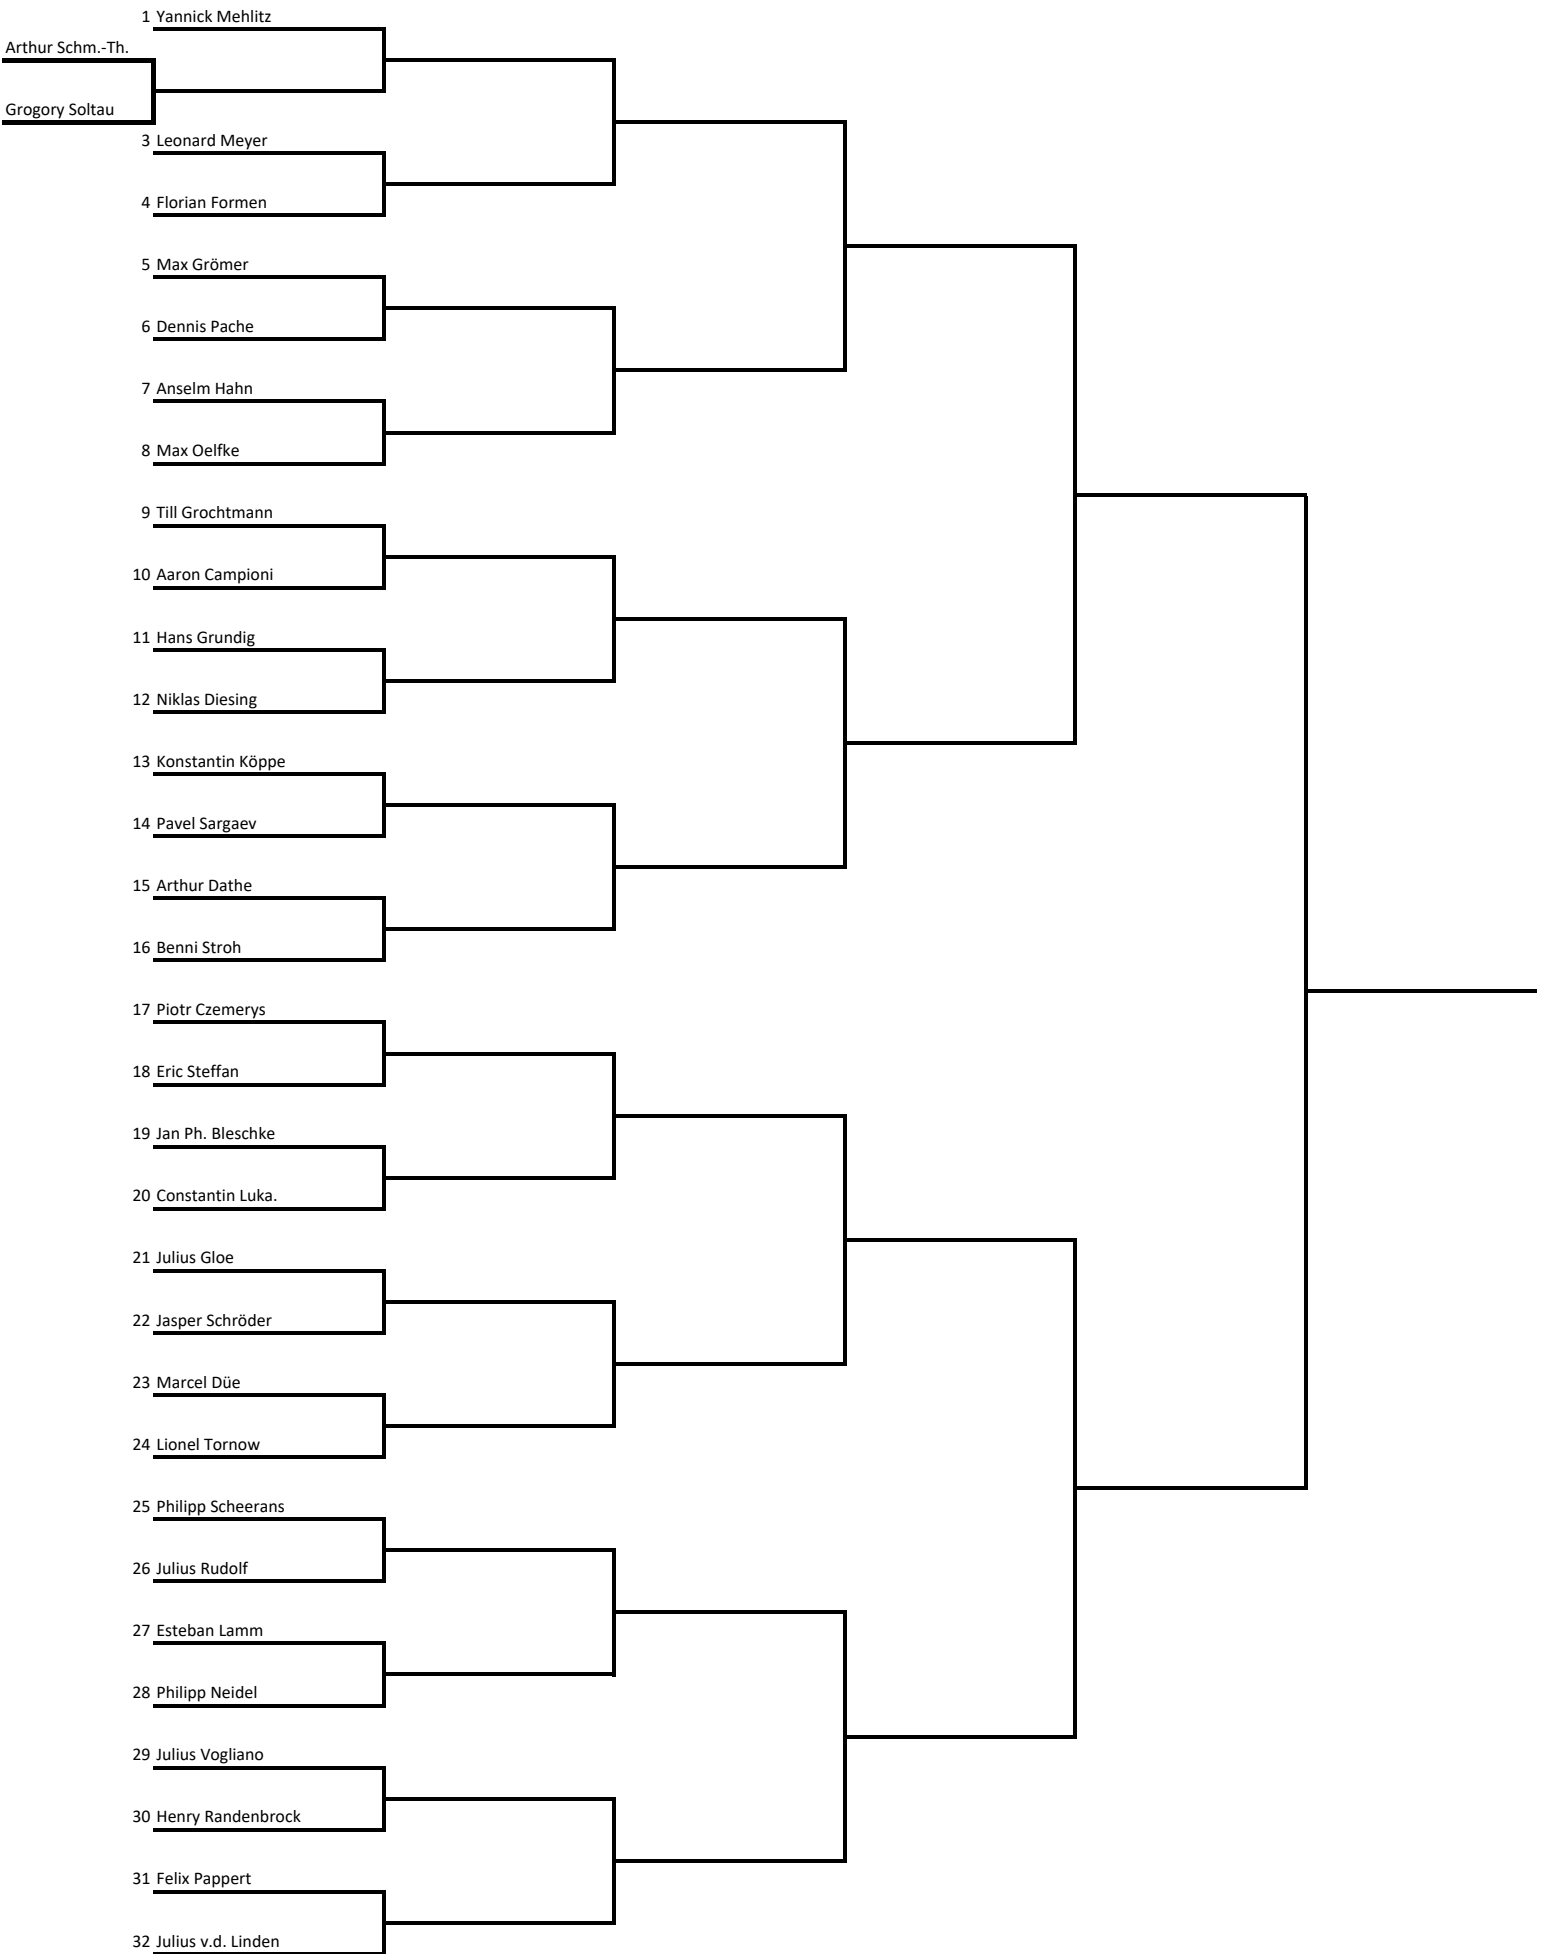 1 Yannick Mehlitz
Arthur Schm.-Th.
Grogory Soltau
3 Leonard Meyer
4 Florian Formen
5 Max Grömer
6 Dennis Pache
7 Anselm Hahn
8 Max Oelfke
9 Till Grochtmann
10 Aaron Campioni
11 Hans Grundig
12 Niklas Diesing
13 Konstantin Köppe
14 Pavel Sargaev
15 Arthur Dathe
16 Benni Stroh
17 Piotr Czemerys
18 Eric Steffan
19 Jan Ph. Bleschke
20 Constantin Luka.
21 Julius Gloe
22 Jasper Schröder
23 Marcel Düe
24 Lionel Tornow
25 Philipp Scheerans
26 Julius Rudolf
27 Esteban Lamm
28 Philipp Neidel
29 Julius Vogliano
30 Henry Randenbrock
31 Felix Pappert
32 Julius v.d. Linden